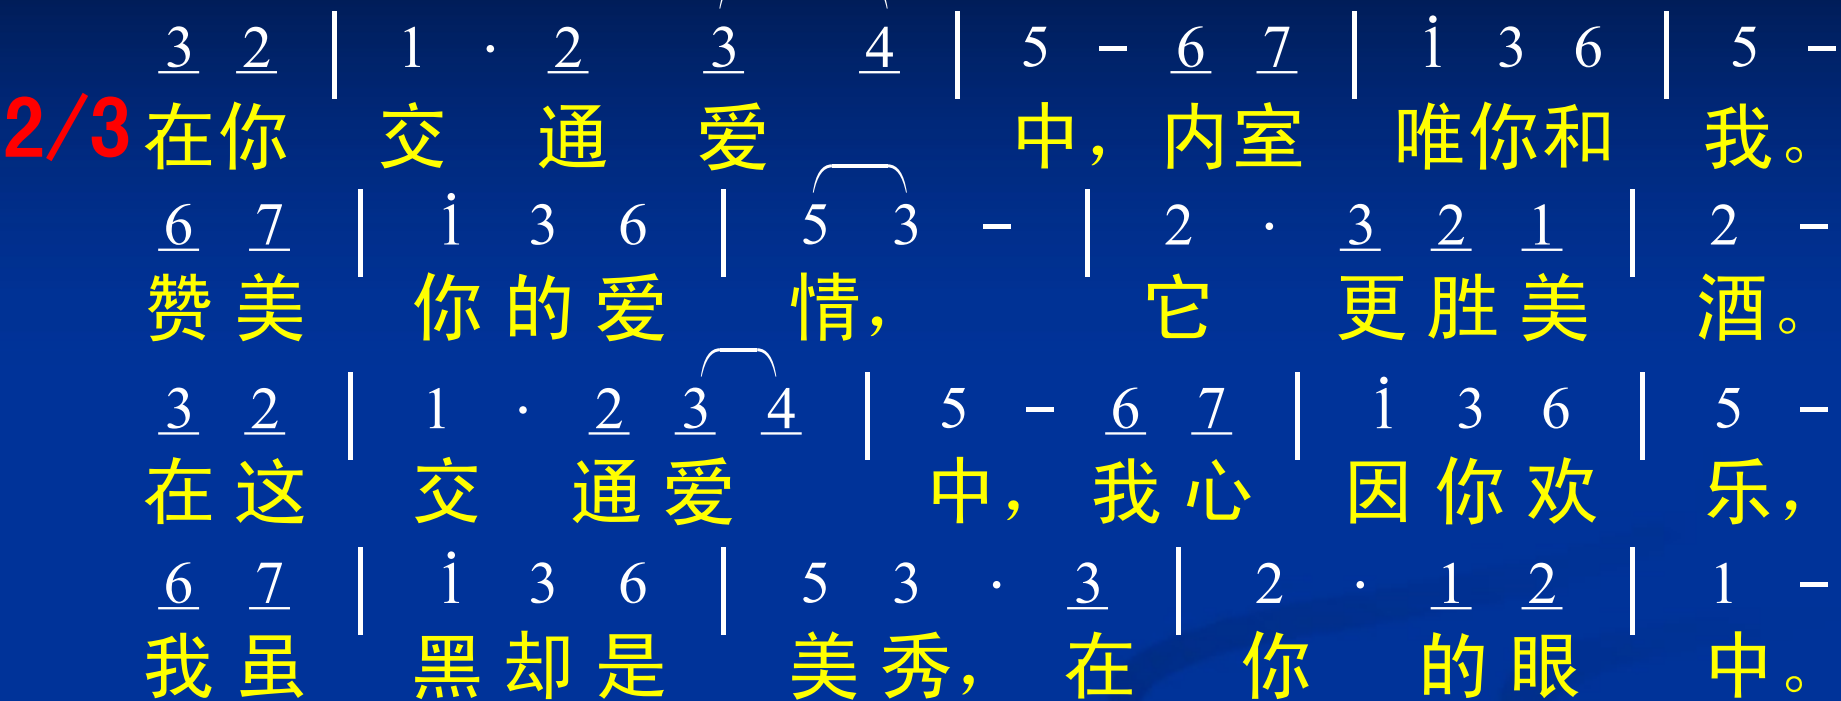 3 2 | 1 · 2 3 4 | 5 - 6 7 | i 3 6 | 5 -
2/3 在你 交 通 爱 中，内室 唯你和 我。
6 7 | i 3 6 | 5 3 - | 2 · 3 2 1 | 2 -
赞 美 你 的 爱 情， 它 更 胜 美 酒。
3 2 | 1 · 2 3 4 | 5 - 6 7 | i 3 6 | 5 -
在 这 交 通 爱 中，我 心 因 你 欢 乐，
6 7 | i 3 6 | 5 3 · 3 | 2 · 1 2 | 1 -
我 虽 黑 却 是 美 秀，在 你 的 眼 中。